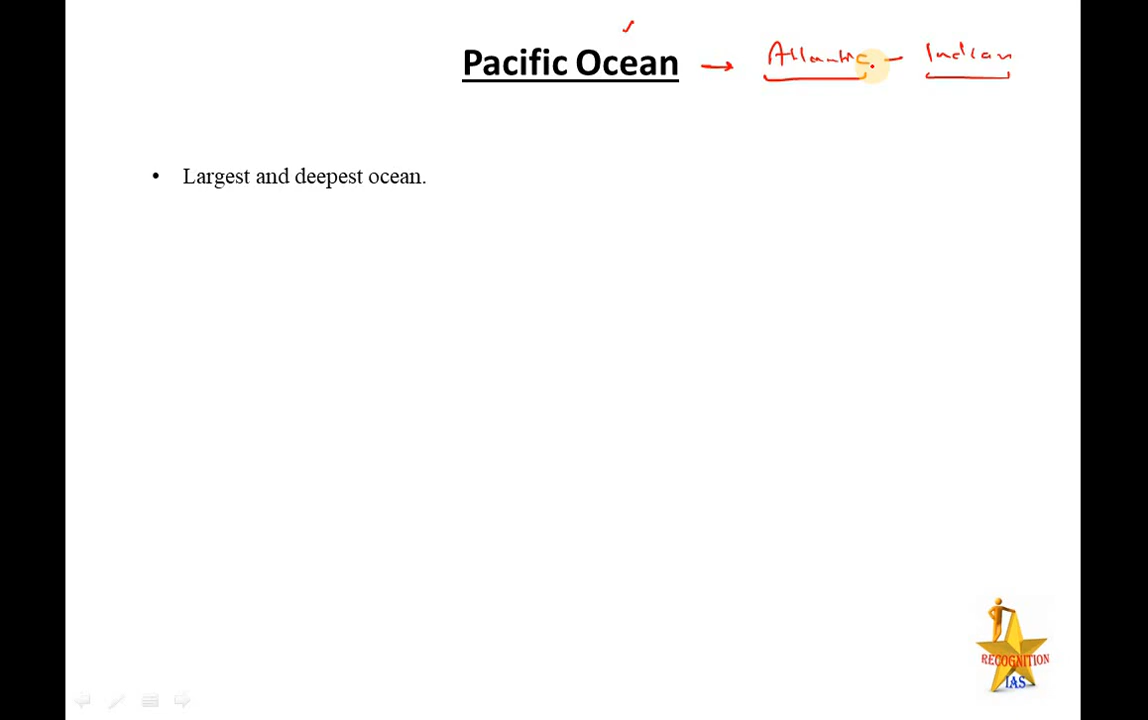 Pacific Ocean → Atlantic - Indian
• Largest and deepest ocean.
RECOGNITION
IAS